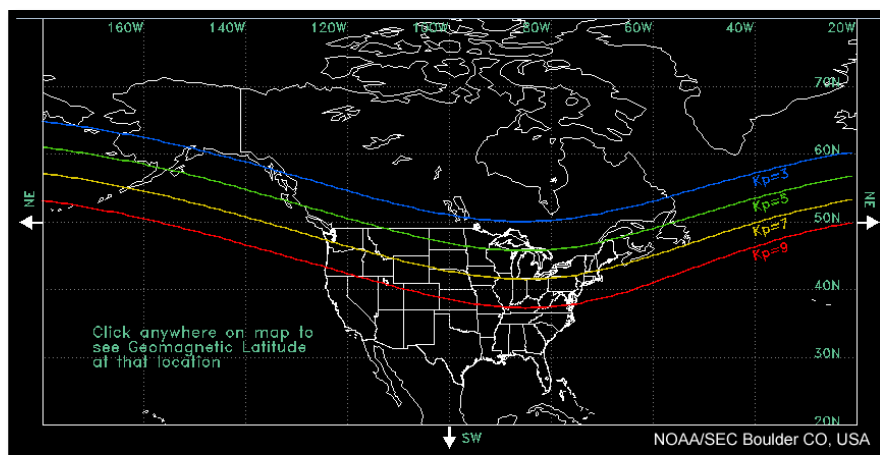 160W 140W 120W 100W 80W 60W 40W 20W
70N
60N
Kp=3
Kp=5
NE
NE
50N
Kp=7
Kp=9
40N
Click anywhere on map to
see Geomagnetic Latitude
at that location
30N
20N
SW
NOAA/SEC Boulder CO, USA